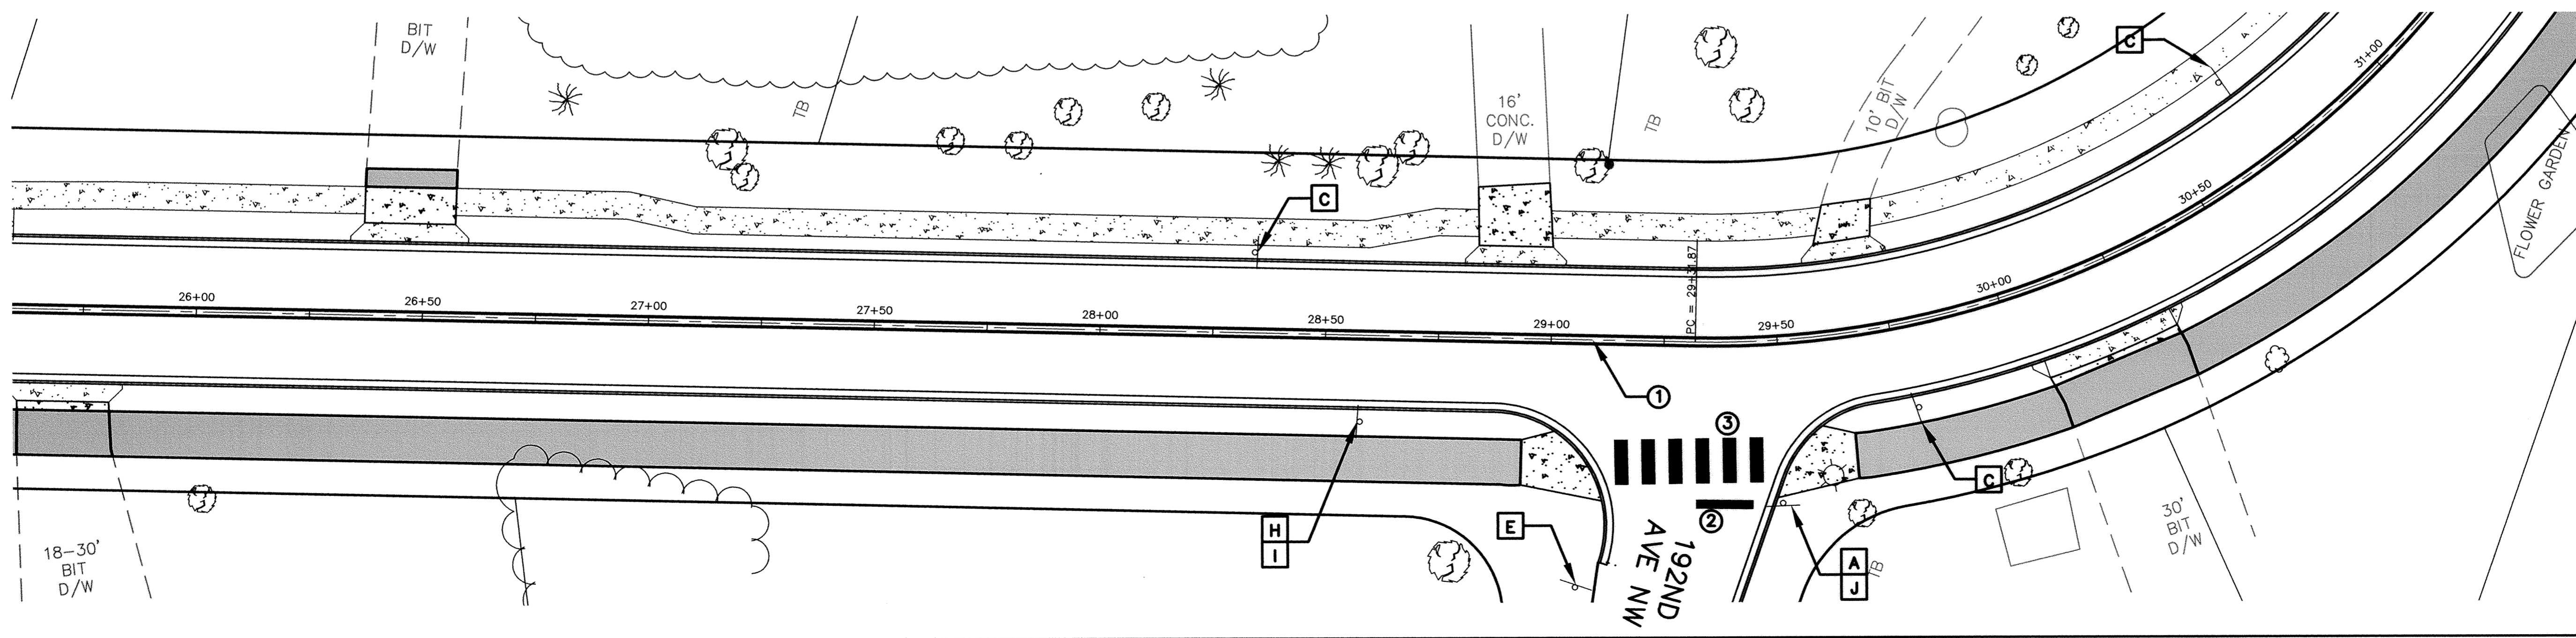 BIT
D/W
TB
16'
CONC.
D/W
TB
10' BIT
D/W
C
C
31+00
30+50
FLOWER GARDEN
PC = 29+31.87
26+00
26+50
27+00
27+50
28+00
28+50
29+00
29+50
30+00
1
3
2
C
H
I
E
A
J
TB
18-30'
BIT
D/W
192ND
AVE NW
30'
BIT
D/W